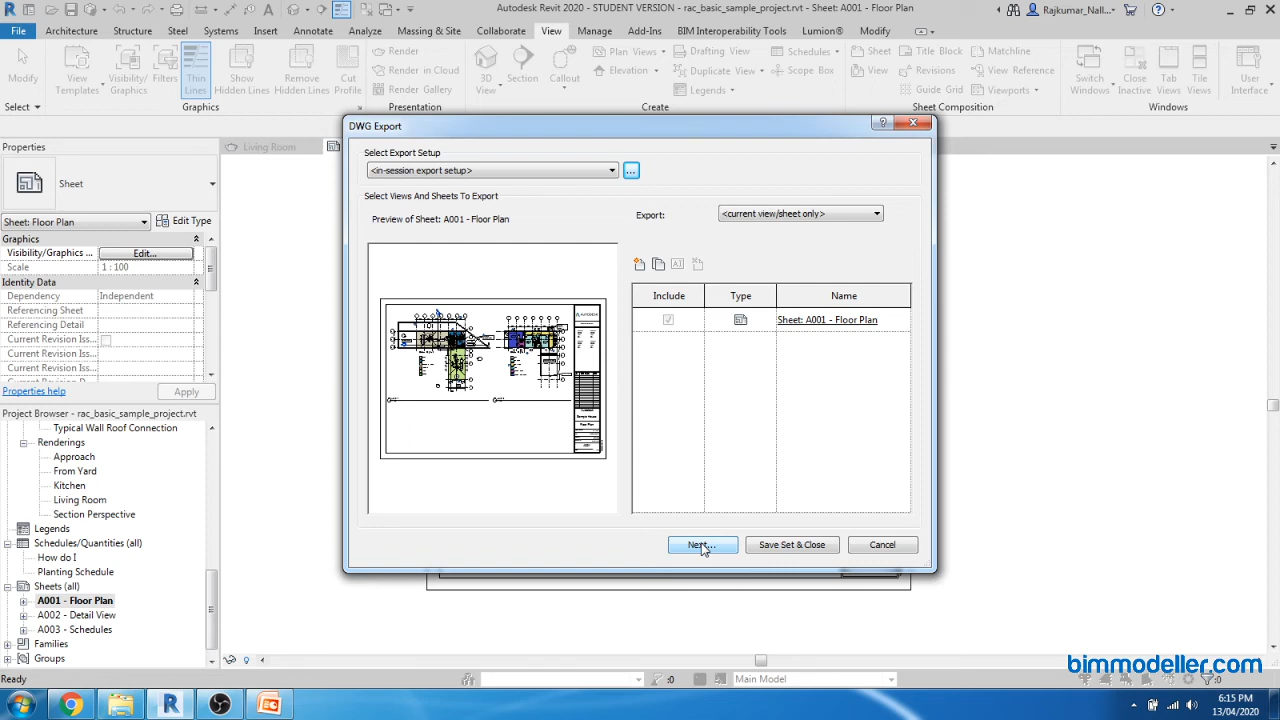 Autodesk Revit 2020 - STUDENT VERSION - rac_basic_sample_project.rvt - Sheet: A001 - Floor Plan
Rajkumar_Nall...
File Architecture Structure Steel Systems Insert Annotate Analyze Massing & Site Collaborate View Manage Add-Ins BIM Interoperability Tools Lumion® Modify
Modify
View Templates
Visibility/ Graphics
Filters
Thin Lines
Show Hidden Lines
Remove Hidden Lines
Cut Profile
Render
Render in Cloud
Render Gallery
3D View
Section
Callout
Plan Views
Elevation
Drafting View
Duplicate View
Legends
Schedules
Scope Box
Sheet
View
Title Block
Revisions
Guide Grid
Matchline
View Reference
Viewports
Switch Windows
Close Inactive
Tab Views
Tile Views
User Interface
Select Graphics Presentation Create Sheet Composition Windows
Properties
Living Room
Sheet
Sheet: Floor Plan
Edit Type
Graphics
Visibility/Graphics ... Edit...
Scale 1 : 100
Identity Data
Dependency Independent
Referencing Sheet
Referencing Detail
Current Revision Iss...
Current Revision Iss...
Current Revision Iss...
Properties help Apply
Project Browser - rac_basic_sample_project.rvt
Typical Wall Roof Connection
Renderings
Approach
From Yard
Kitchen
Living Room
Section Perspective
Legends
Schedules/Quantities (all)
How do I
Planting Schedule
Sheets (all)
A001 - Floor Plan
A002 - Detail View
A003 - Schedules
Families
Groups
Ready
DWG Export
Select Export Setup
<in-session export setup>
...
Select Views And Sheets To Export
Preview of Sheet: A001 - Floor Plan
Export: <current view/sheet only>
Include Type Name
Sheet: A001 - Floor Plan
Next... Save Set & Close Cancel
:0 Main Model :0
bimmodeller.com
6:15 PM
13/04/2020